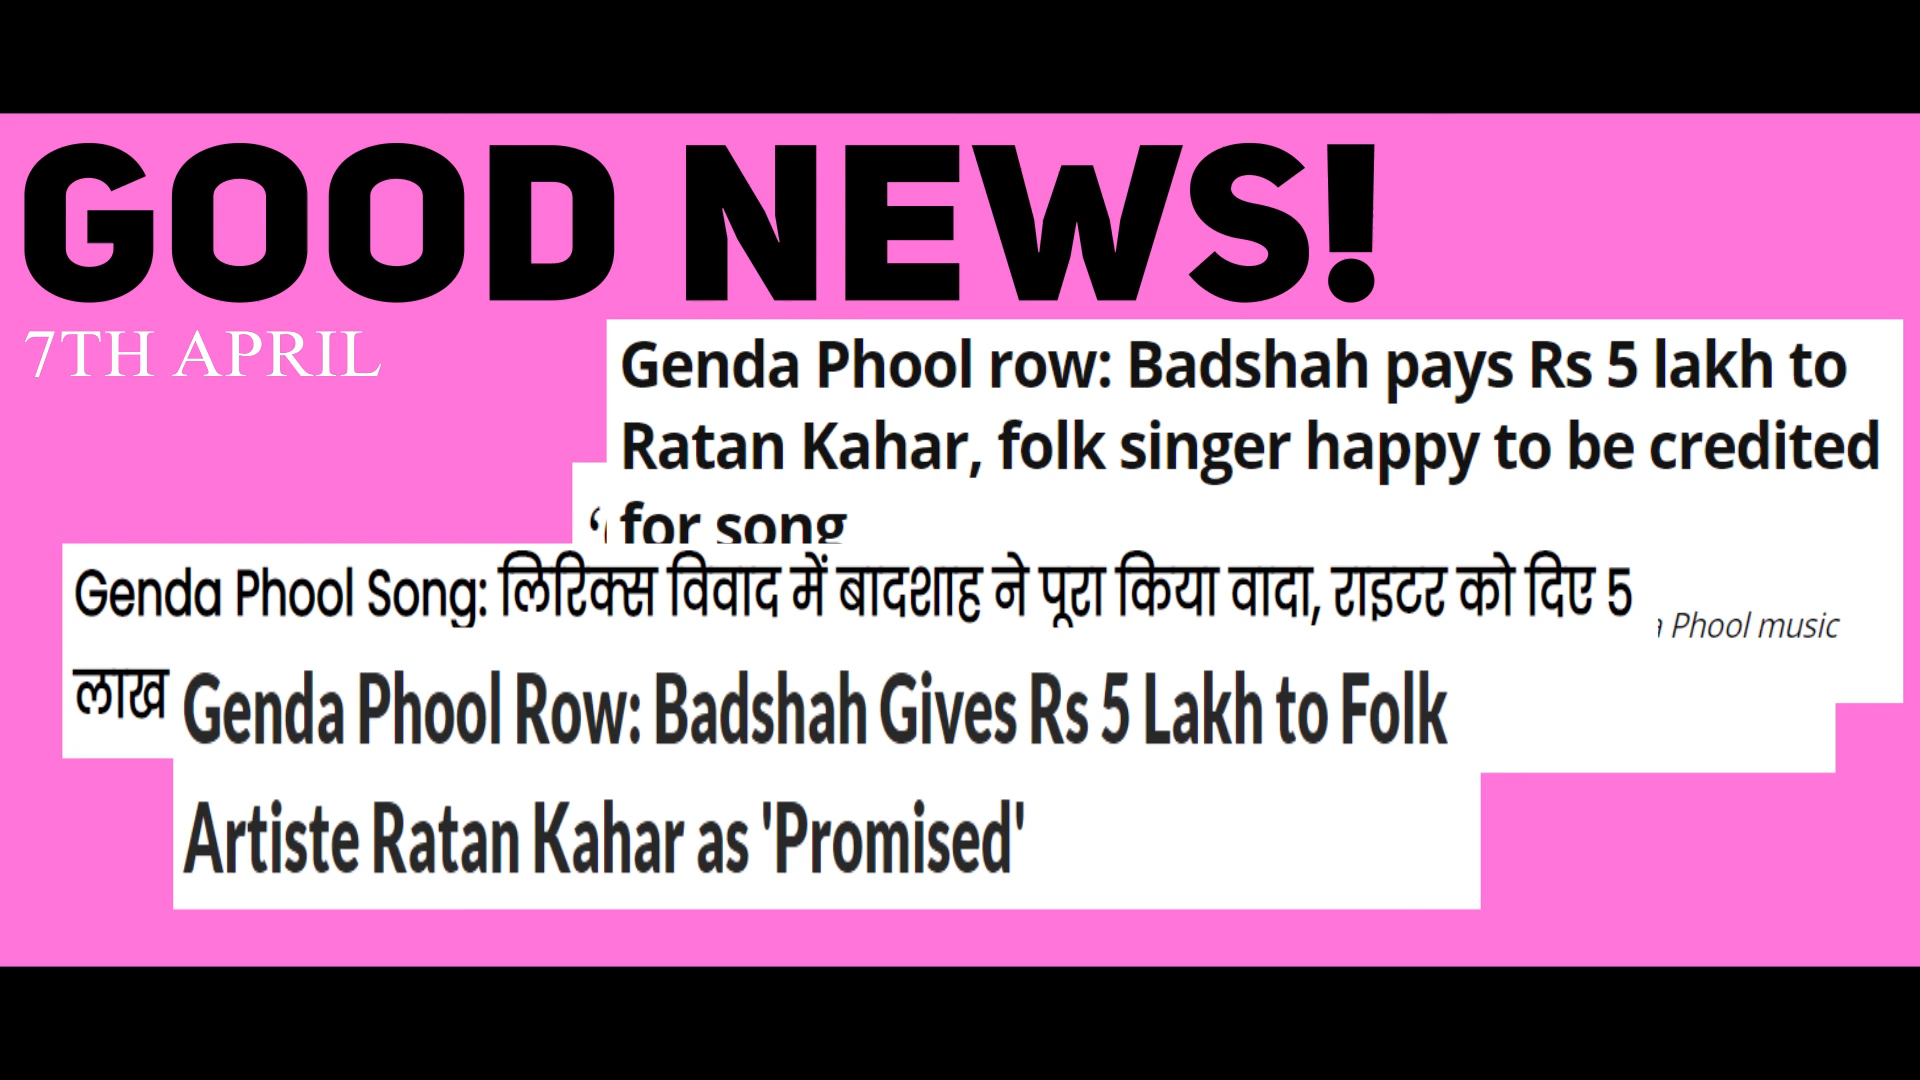 GOOD NEWS!
7TH APRIL
Genda Phool row: Badshah pays Rs 5 lakh to
Ratan Kahar, folk singer happy to be credited
for song
Genda Phool Song: लिरिक्स विवाद में बादशाह ने पूरा किया वादा, राइटर को दिए 5
लाख
Phool music
Genda Phool Row: Badshah Gives Rs 5 Lakh to Folk
Artiste Ratan Kahar as 'Promised'